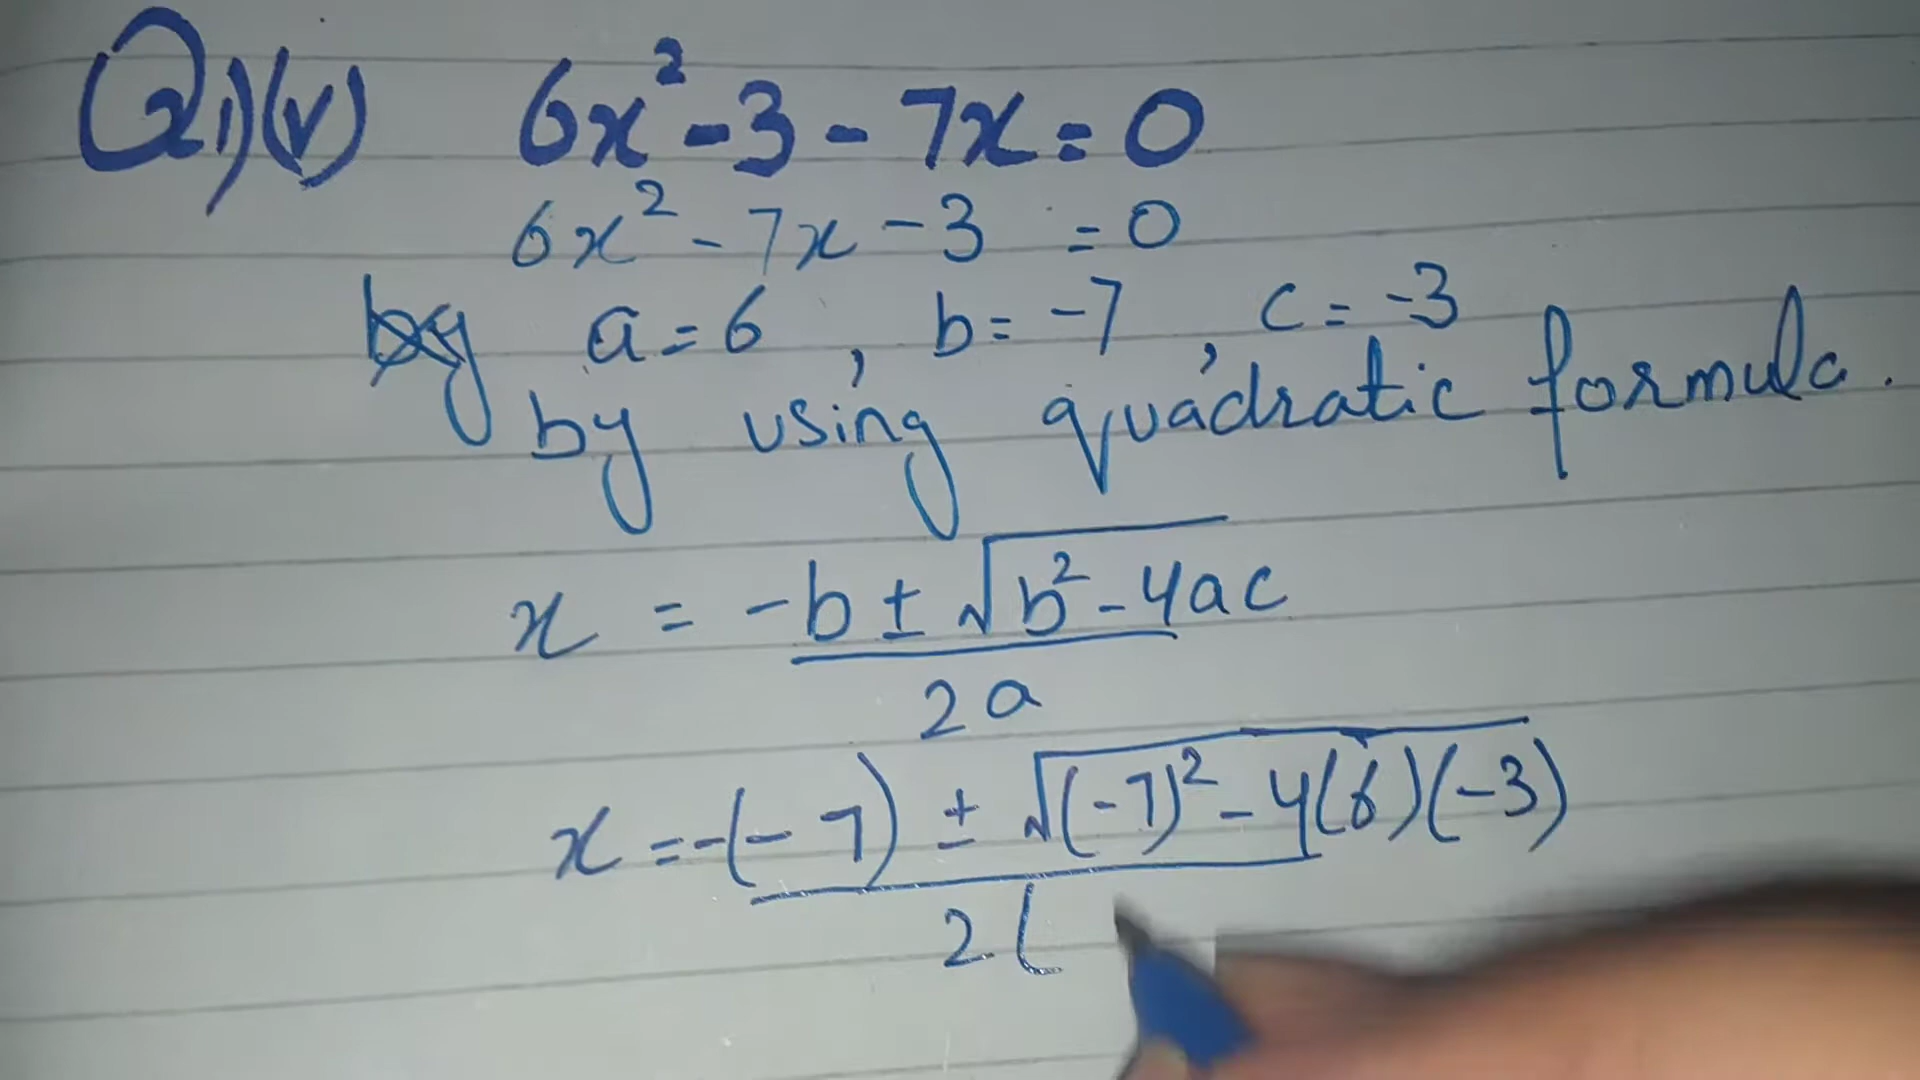 Q1)(v) 6x² - 3 - 7x = 0
6x² - 7x - 3 = 0
a = 6 , b = -7 , c = -3
by using quadratic formula.
x = -b ± √b² - 4ac
2a
x = -(-7) ± √(-7)² - 4(6)(-3)
2(